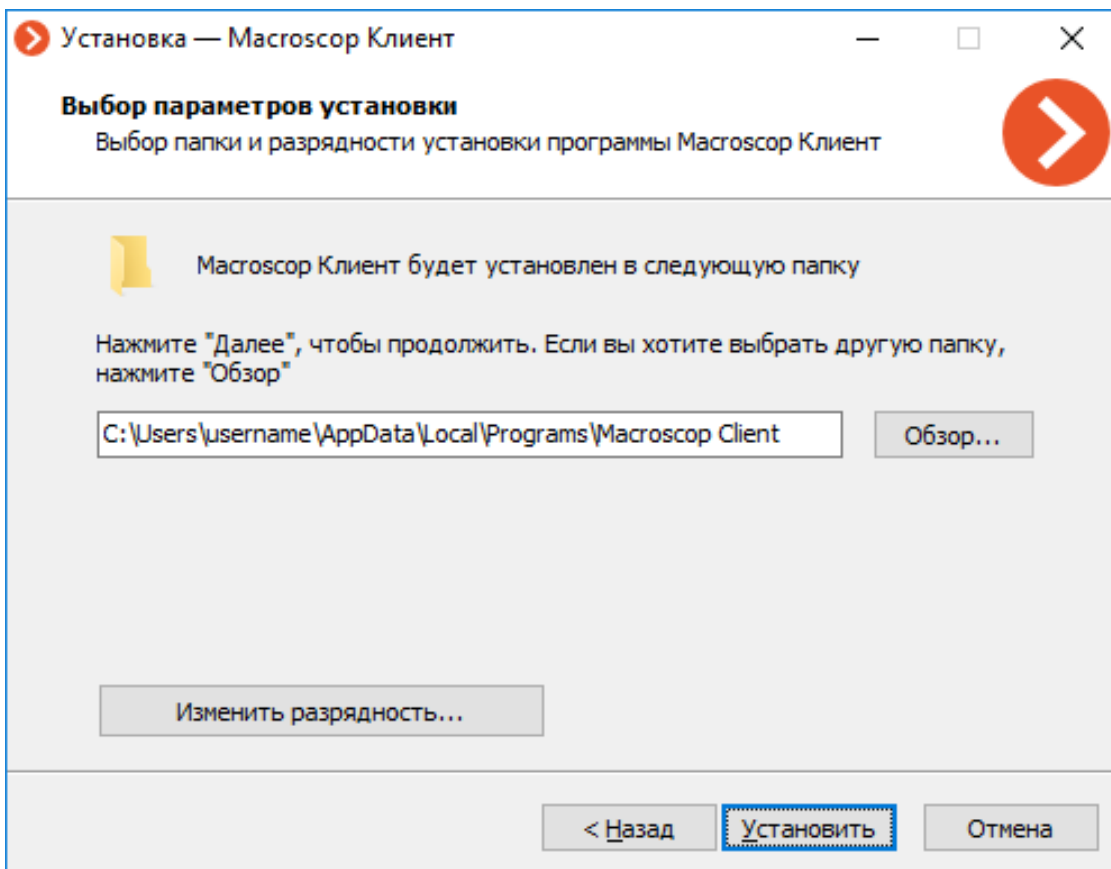 Установка — Macroscop Клиент
Выбор параметров установки
Выбор папки и разрядности установки программы Macroscop Клиент
Macroscop Клиент будет установлен в следующую папку
Нажмите "Далее", чтобы продолжить. Если вы хотите выбрать другую папку,
нажмите "Обзор"
C:\Users\username\AppData\Local\Programs\Macroscop Client
Обзор...
Изменить разрядность...
< Назад
Установить
Отмена